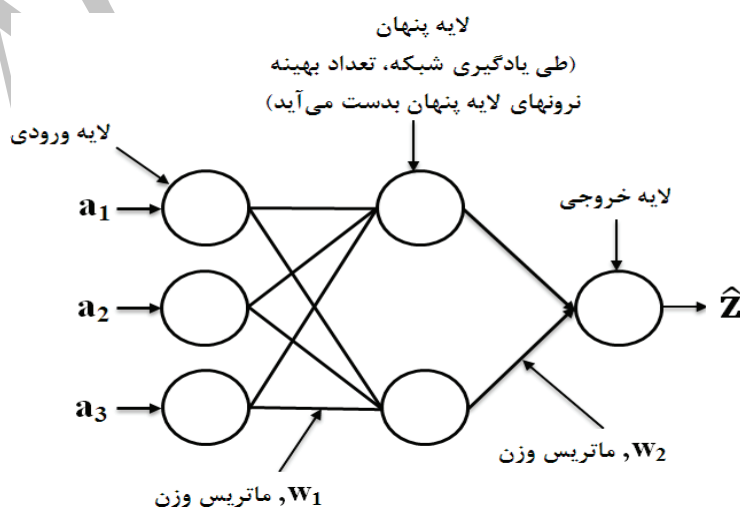 لایه پنهان
(طی یادگیری شبکه، تعداد بهینه
نرونهای لایه پنهان بدست می‌آید)
لایه ورودی
لایه خروجی
a1
a2
a3
ẑ
w2, ماتریس وزن
w1, ماتریس وزن